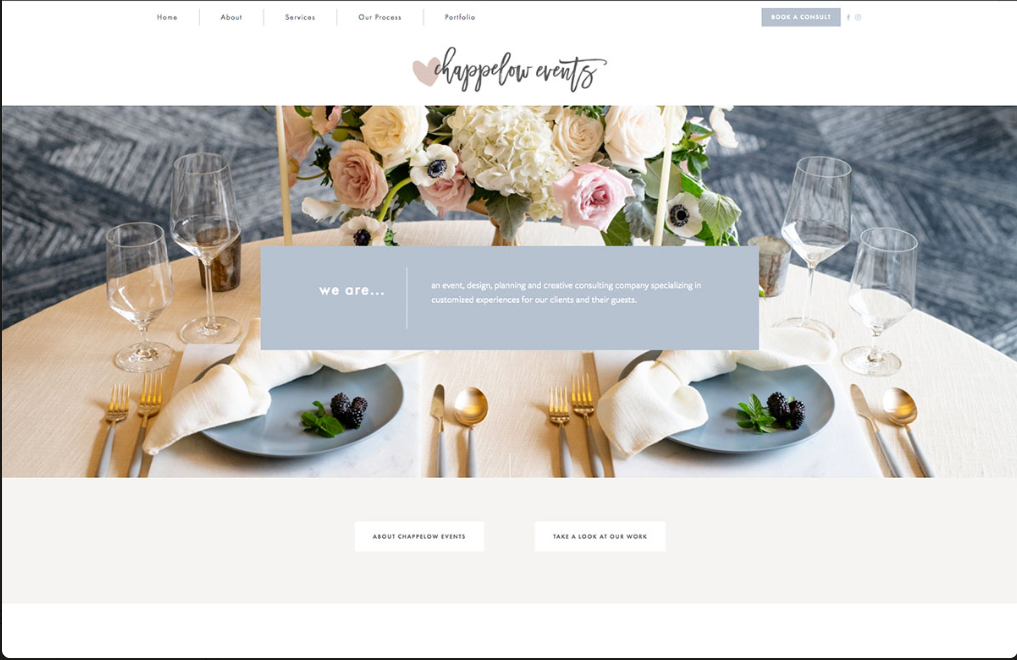 Home
About
Services
Our Process
Portfolio
BOOK A CONSULT
chappelow events
we are...
an event, design, planning and creative consulting company specializing in
customized experiences for our clients and their guests.
ABOUT CHAPPELOW EVENTS
TAKE A LOOK AT OUR WORK